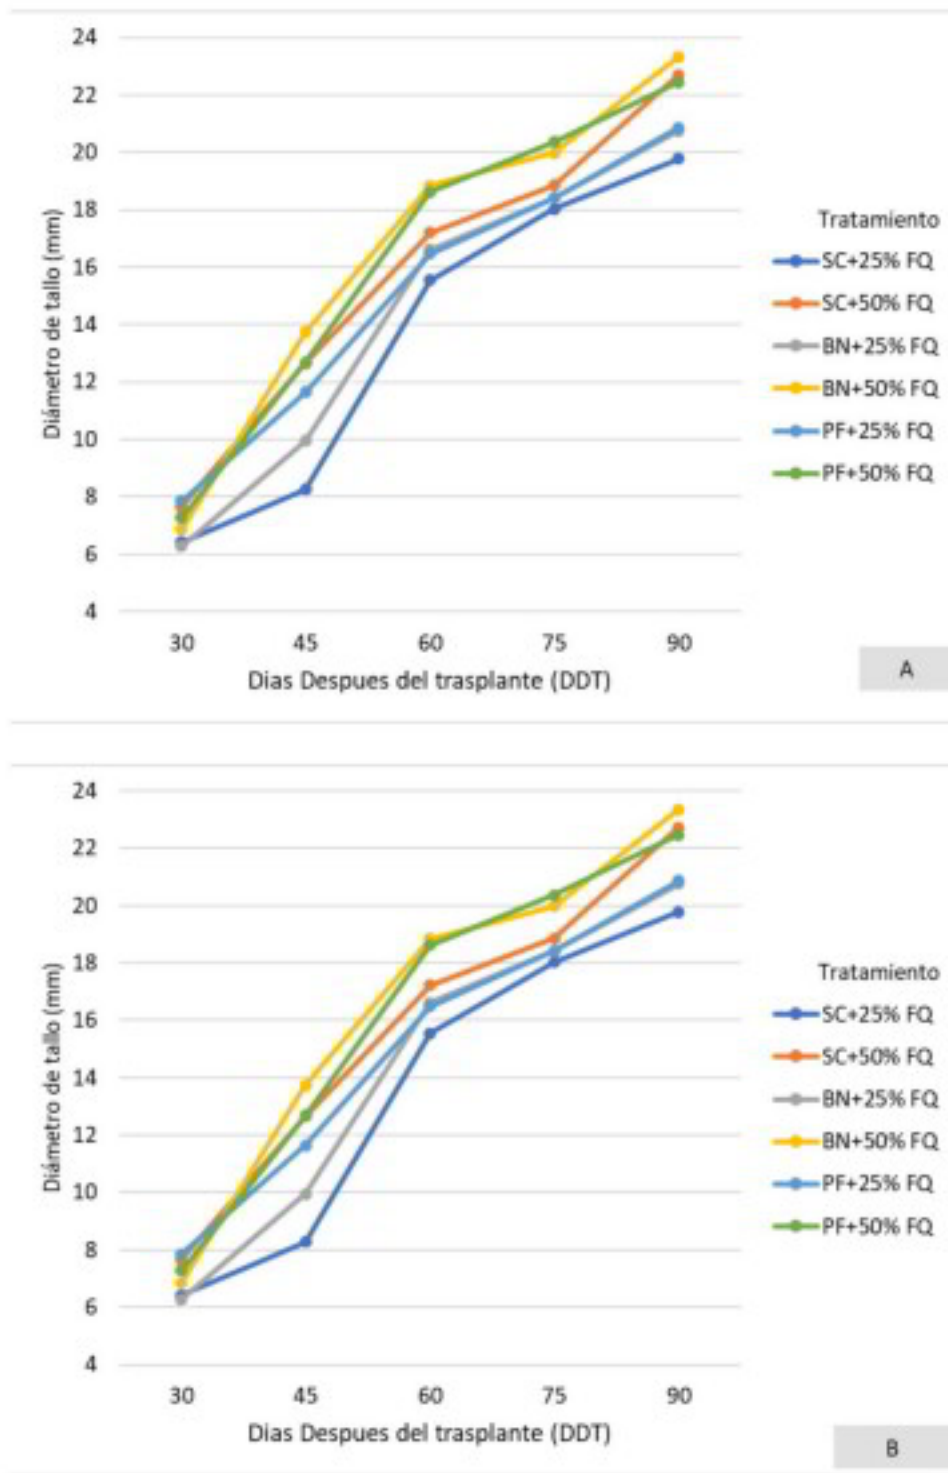 24
22
20
18
16
14
12
10
8
6
4
Diámetro de tallo (mm)
30 45 60 75 90
Dias Despues del trasplante (DDT)
Tratamiento
SC+25% FQ
SC+50% FQ
BN+25% FQ
BN+50% FQ
PF+25% FQ
PF+50% FQ
A
24
22
20
18
16
14
12
10
8
6
4
Diámetro de tallo (mm)
30 45 60 75 90
Dias Despues del trasplante (DDT)
Tratamiento
SC+25% FQ
SC+50% FQ
BN+25% FQ
BN+50% FQ
PF+25% FQ
PF+50% FQ
B